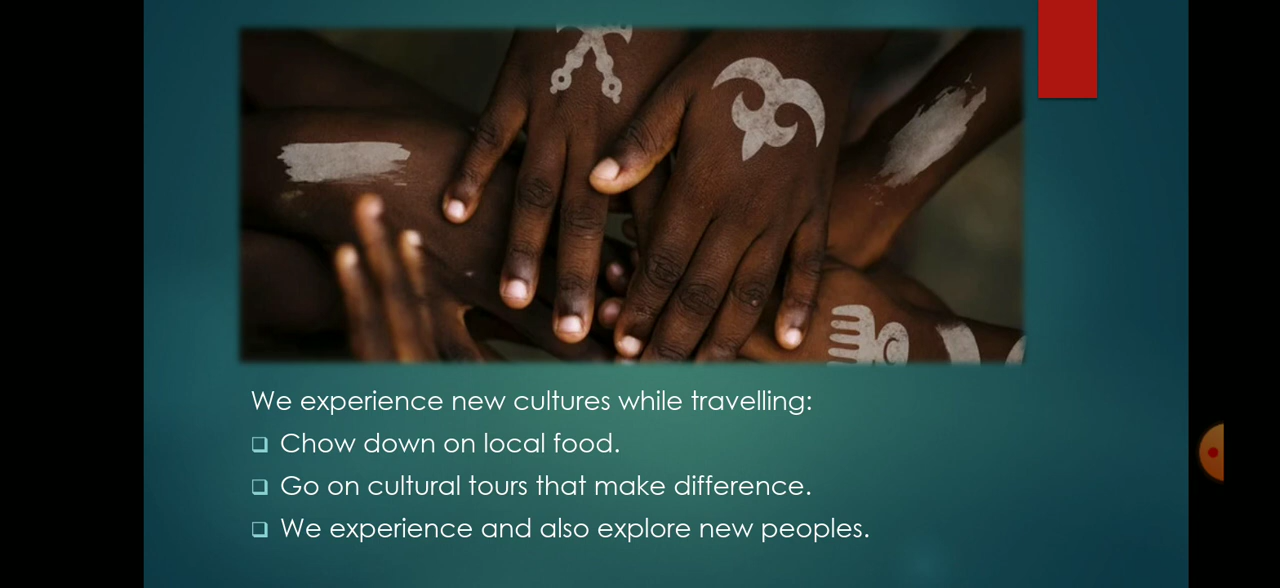 We experience new cultures while travelling:
Chow down on local food.
Go on cultural tours that make difference.
We experience and also explore new peoples.